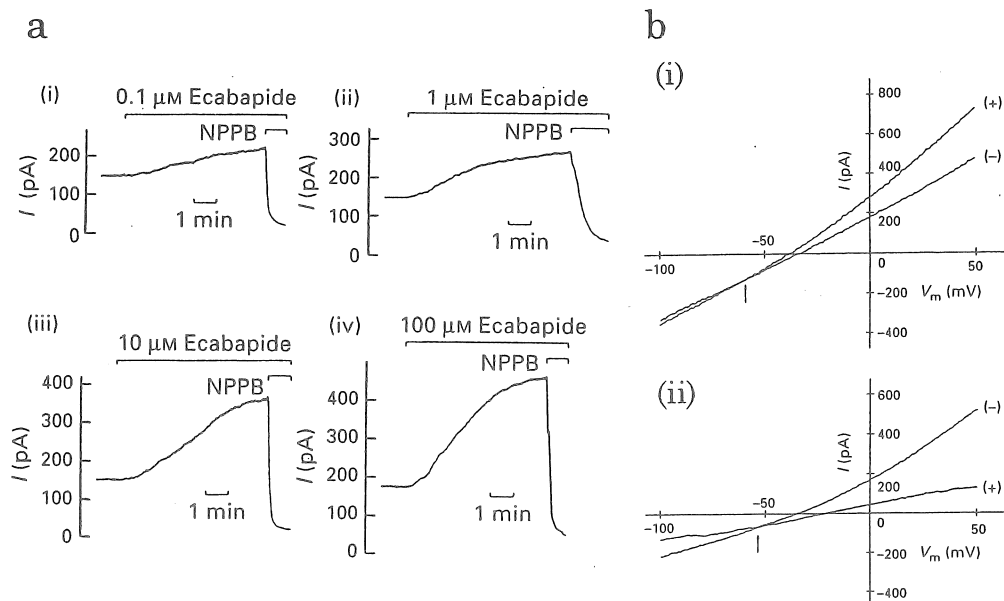 a
(i)
0.1 µM Ecabapide
NPPB
200
100
0
I (pA)
1 min
(ii)
1 µM Ecabapide
NPPB
300
200
100
0
I (pA)
1 min
(iii)
10 µM Ecabapide
NPPB
400
300
200
100
0
I (pA)
1 min
(iv)
100 µM Ecabapide
NPPB
400
300
200
100
0
I (pA)
1 min
b
(i)
800
600
400
200
0
-200
-400
I (pA)
(+)
(-)
-100
-50
50
Vm (mV)
(ii)
600
400
200
0
-200
-400
I (pA)
(-)
(+)
-100
-50
50
Vm (mV)